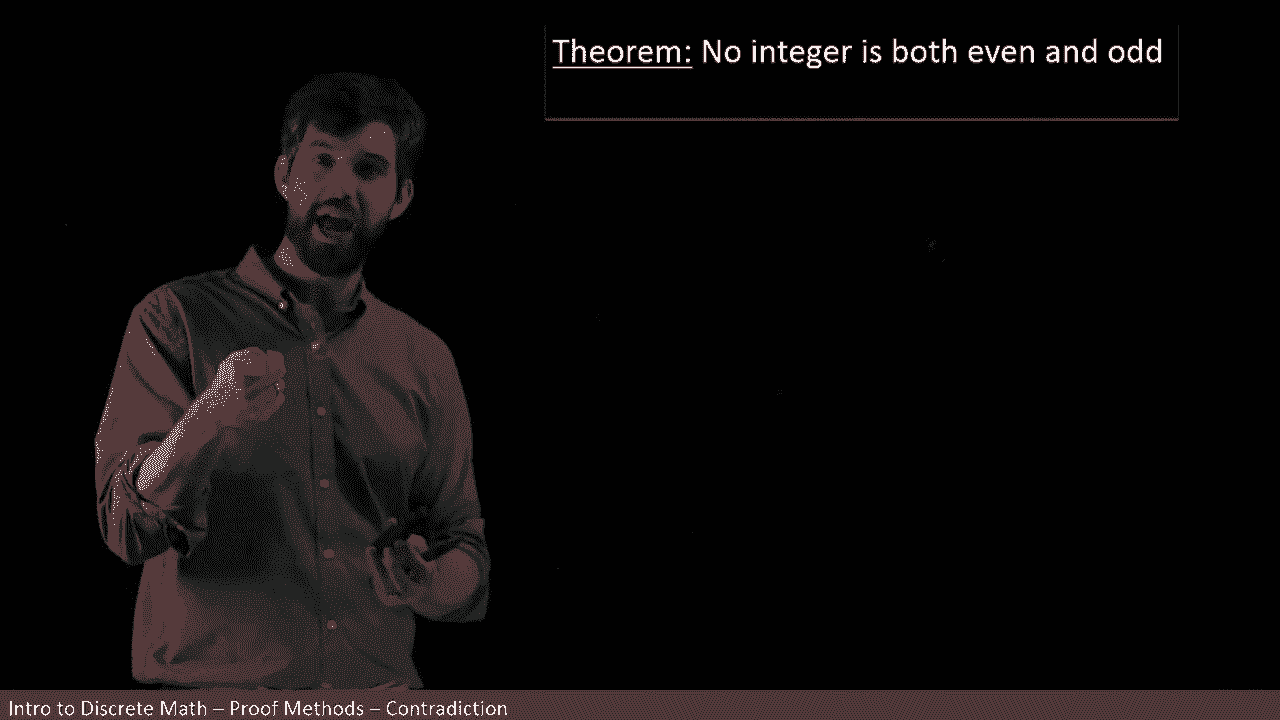 Theorem: No integer is both even and odd
Intro to Discrete Math – Proof Methods – Contradiction